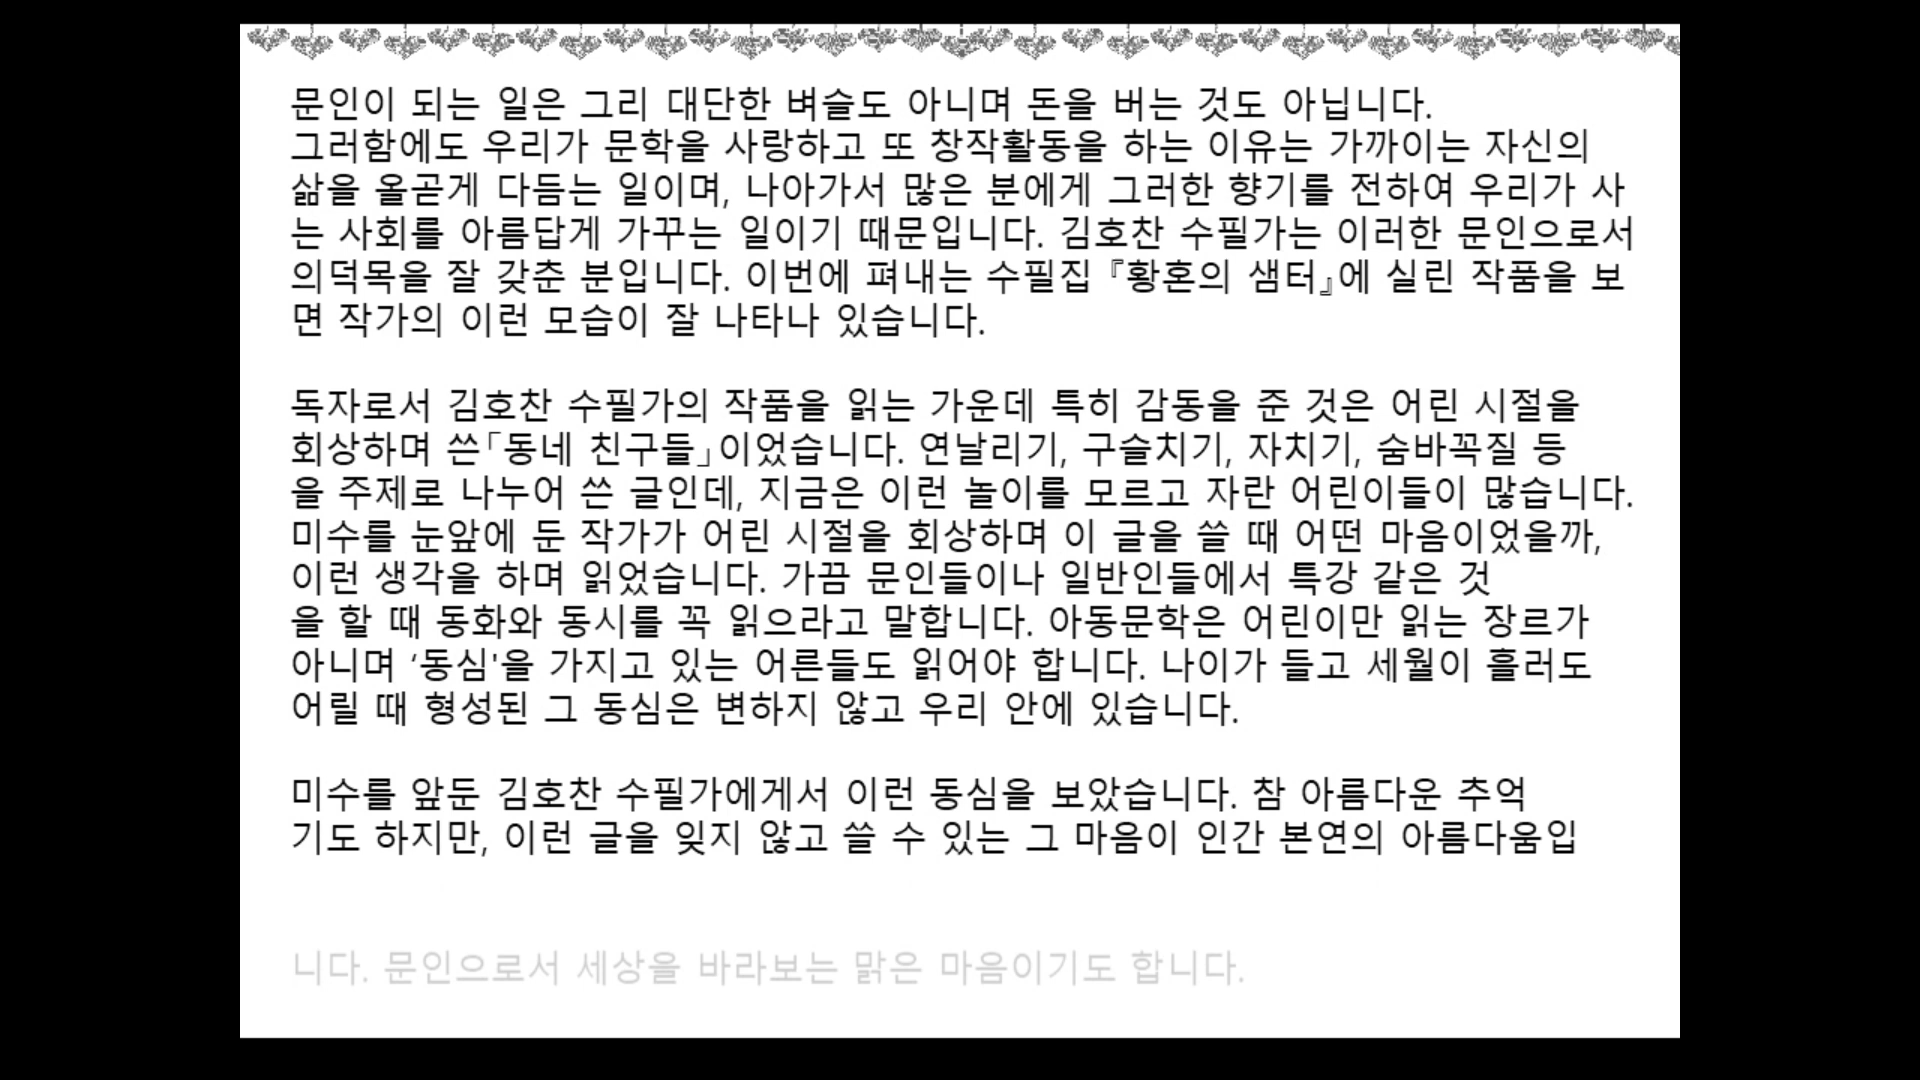 문인이 되는 일은 그리 대단한 벼슬도 아니며 돈을 버는 것도 아닙니다.
그러함에도 우리가 문학을 사랑하고 또 창작활동을 하는 이유는 가까이는 자신의
삶을 올곧게 다듬는 일이며, 나아가서 많은 분에게 그러한 향기를 전하여 우리가 사
는 사회를 아름답게 가꾸는 일이기 때문입니다. 김호찬 수필가는 이러한 문인으로서
의덕목을 잘 갖춘 분입니다. 이번에 펴내는 수필집『황혼의 샘터』에 실린 작품을 보
면 작가의 이런 모습이 잘 나타나 있습니다.
독자로서 김호찬 수필가의 작품을 읽는 가운데 특히 감동을 준 것은 어린 시절을
회상하며 쓴「동네 친구들」이었습니다. 연날리기, 구슬치기, 자치기, 숨바꼭질 등
을 주제로 나누어 쓴 글인데, 지금은 이런 놀이를 모르고 자란 어린이들이 많습니다.
미수를 눈앞에 둔 작가가 어린 시절을 회상하며 이 글을 쓸 때 어떤 마음이었을까,
이런 생각을 하며 읽었습니다. 가끔 문인들이나 일반인들에서 특강 같은 것
을 할 때 동화와 동시를 꼭 읽으라고 말합니다. 아동문학은 어린이만 읽는 장르가
아니며 ‘동심'을 가지고 있는 어른들도 읽어야 합니다. 나이가 들고 세월이 흘러도
어릴 때 형성된 그 동심은 변하지 않고 우리 안에 있습니다.
미수를 앞둔 김호찬 수필가에게서 이런 동심을 보았습니다. 참 아름다운 추억
기도 하지만, 이런 글을 잊지 않고 쓸 수 있는 그 마음이 인간 본연의 아름다움입
니다. 문인으로서 세상을 바라보는 맑은 마음이기도 합니다.